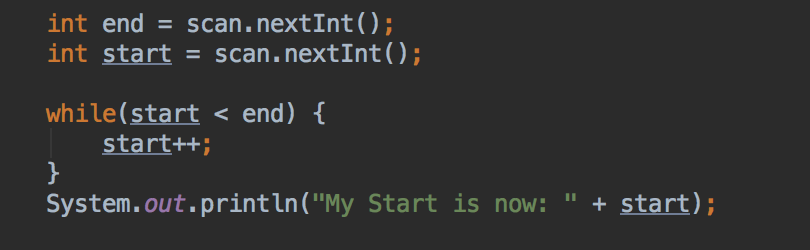 int end = scan.nextInt();
int start = scan.nextInt();
while(start < end) {
start++;
}
System.out.println("My Start is now: " + start);